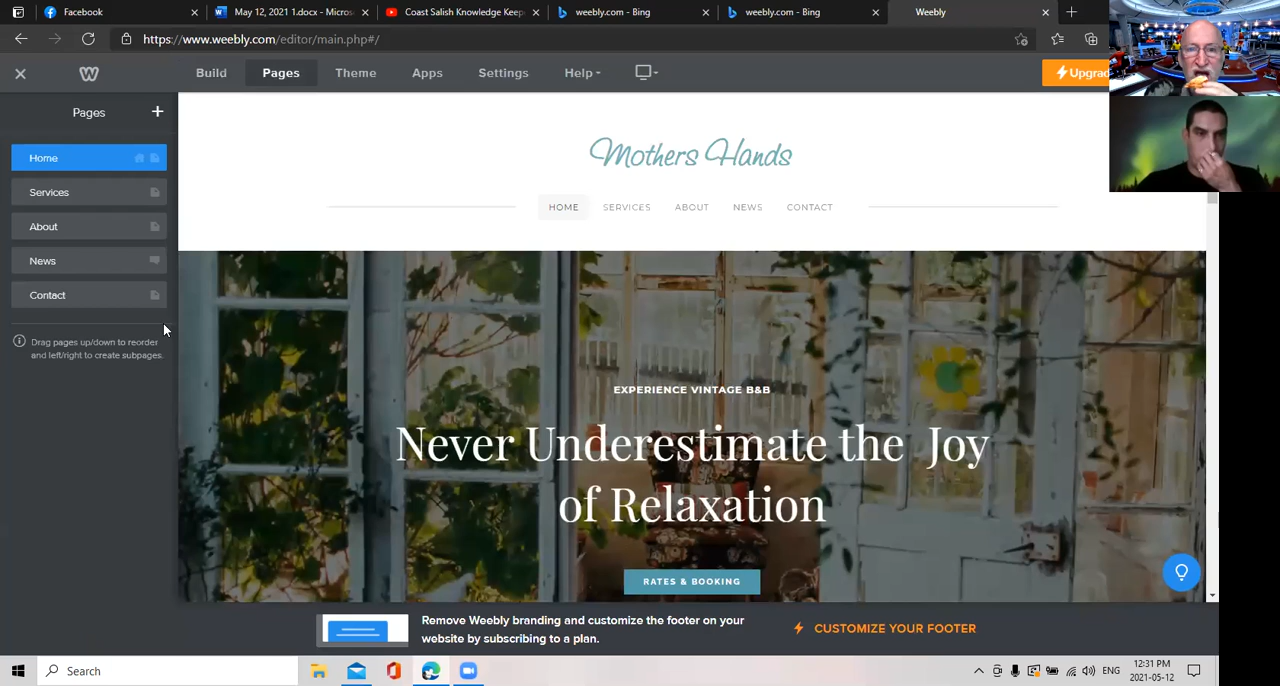 Facebook
May 12, 2021 1.docx - Micros
Coast Salish Knowledge Keep
weebly.com - Bing
weebly.com - Bing
Weebly
https://www.weebly.com/editor/main.php#/
Build
Pages
Theme
Apps
Settings
Help
Upgrad
Pages
Home
Services
About
News
Contact
Drag pages up/down to reorder
and left/right to create subpages.
Mothers Hands
HOME SERVICES ABOUT NEWS CONTACT
EXPERIENCE VINTAGE B&B
Never Underestimate the Joy
of Relaxation
RATES & BOOKING
Remove Weebly branding and customize the footer on your
website by subscribing to a plan.
CUSTOMIZE YOUR FOOTER
Search
ENG
12:31 PM
2021-05-12